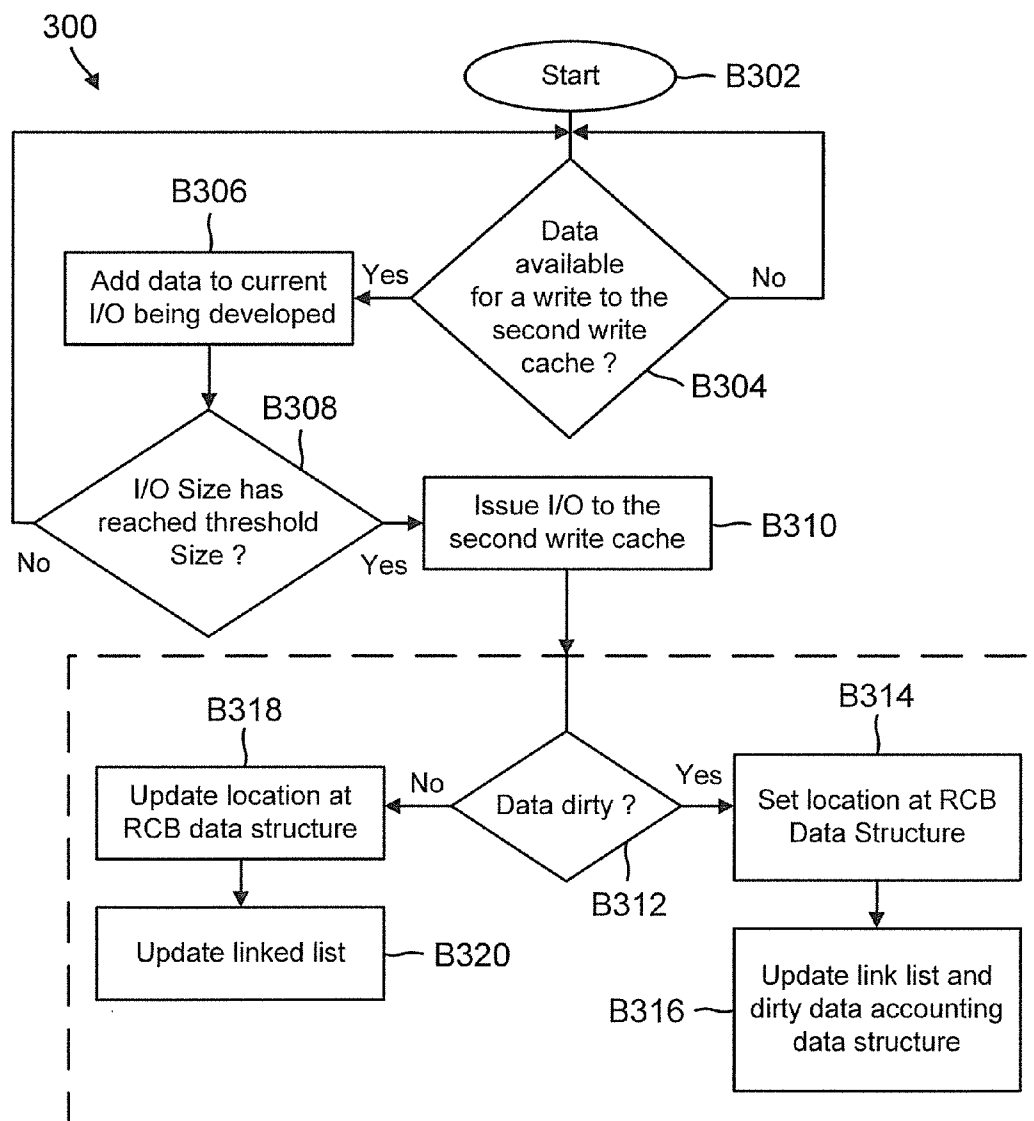 300
Start
B302
B306
Data
available
for a write to the
second write
cache ?
Yes
No
Add data to current
I/O being developed
B304
B308
I/O Size has
reached threshold
Size ?
No
Yes
Issue I/O to the
second write cache
B310
B318
B314
Update location at
RCB data structure
No
Data dirty ?
Yes
Set location at RCB
Data Structure
B312
Update linked list
B320
B316
Update link list and
dirty data accounting
data structure